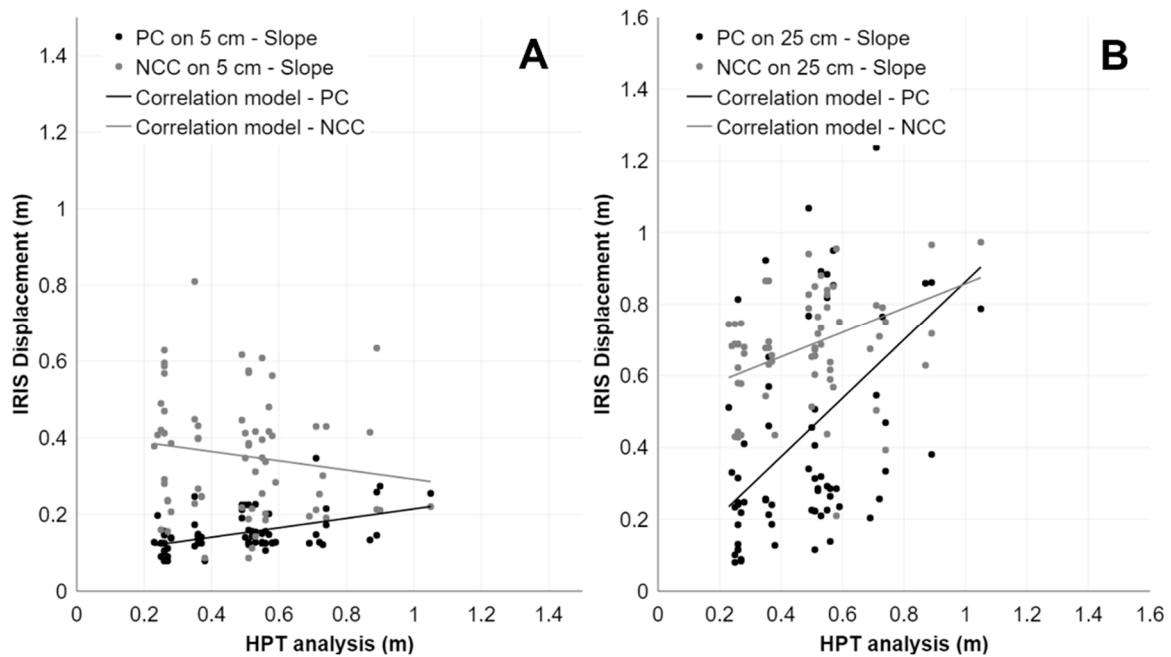 A
PC on 5 cm - Slope
NCC on 5 cm - Slope
Correlation model - PC
Correlation model - NCC
IRIS Displacement (m)
1.4
1.2
1
0.8
0.6
0.4
0.2
0
0 0.2 0.4 0.6 0.8 1 1.2 1.4
HPT analysis (m)
B
PC on 25 cm - Slope
NCC on 25 cm - Slope
Correlation model - PC
Correlation model - NCC
IRIS Displacement (m)
1.6
1.4
1.2
1
0.8
0.6
0.4
0.2
0
0 0.2 0.4 0.6 0.8 1 1.2 1.4 1.6
HPT analysis (m)